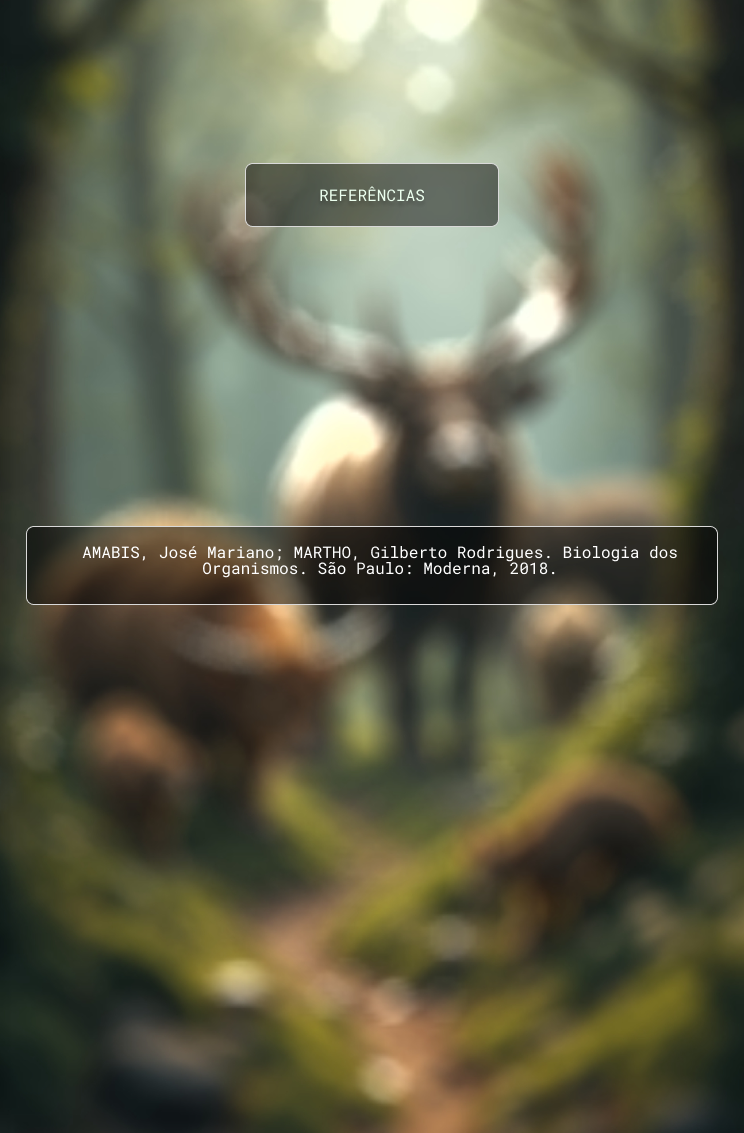 REFERÊNCIAS
AMABIS, José Mariano; MARTHO, Gilberto Rodrigues. Biologia dos
Organismos. São Paulo: Moderna, 2018.